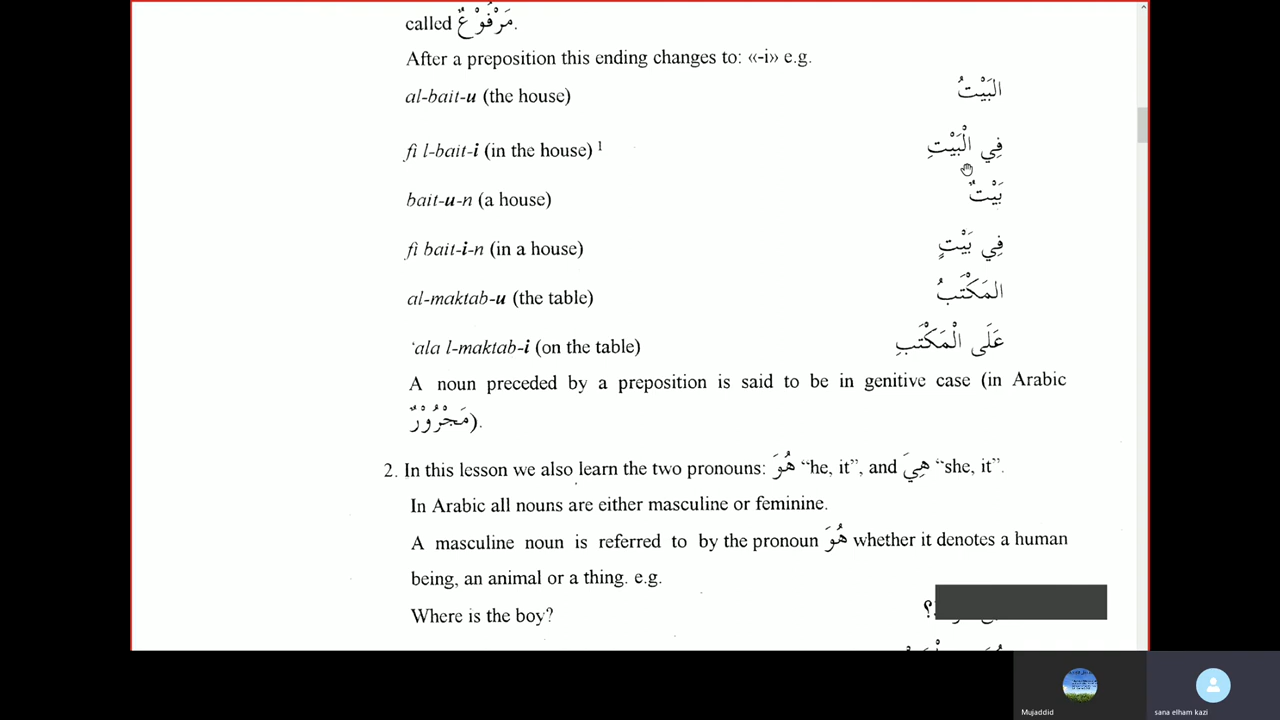 called مَرْفُوْعٌ.
After a preposition this ending changes to: «-i» e.g.
al-bait-u (the house) البَيْتُ
fi l-bait-i (in the house) 1 فِي الْبَيْتِ
bait-u-n (a house) بَيْتٌ
fi bait-i-n (in a house) فِي بَيْتٍ
al-maktab-u (the table) المَكْتَبُ
‘ala l-maktab-i (on the table) عَلَى الْمَكْتَبِ
A noun preceded by a preposition is said to be in genitive case (in Arabic
مَجْرُوْرٌ).
2. In this lesson we also learn the two pronouns: هُوَ “he, it”, and هِيَ “she, it”.
In Arabic all nouns are either masculine or feminine.
A masculine noun is referred to by the pronoun هُوَ whether it denotes a human
being, an animal or a thing. e.g.
Where is the boy?
Mujaddid
sana elham kazi